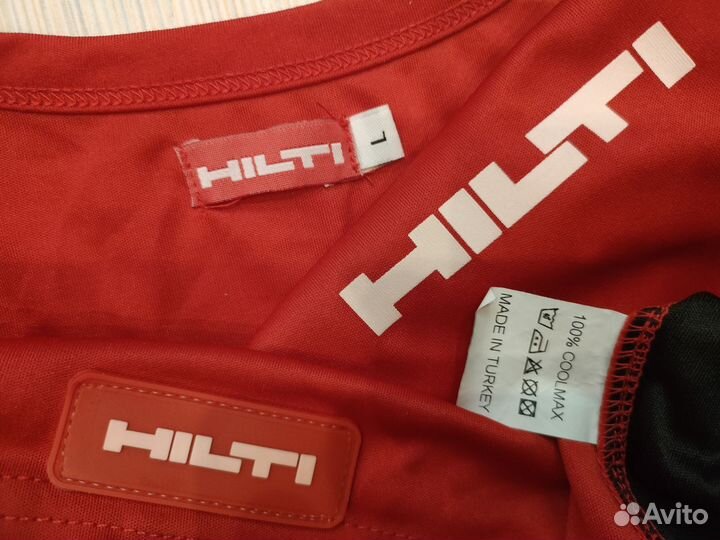 HILTI
L
HILTI
100% COOLMAX
MADE IN TURKEY
HILTI
Avito